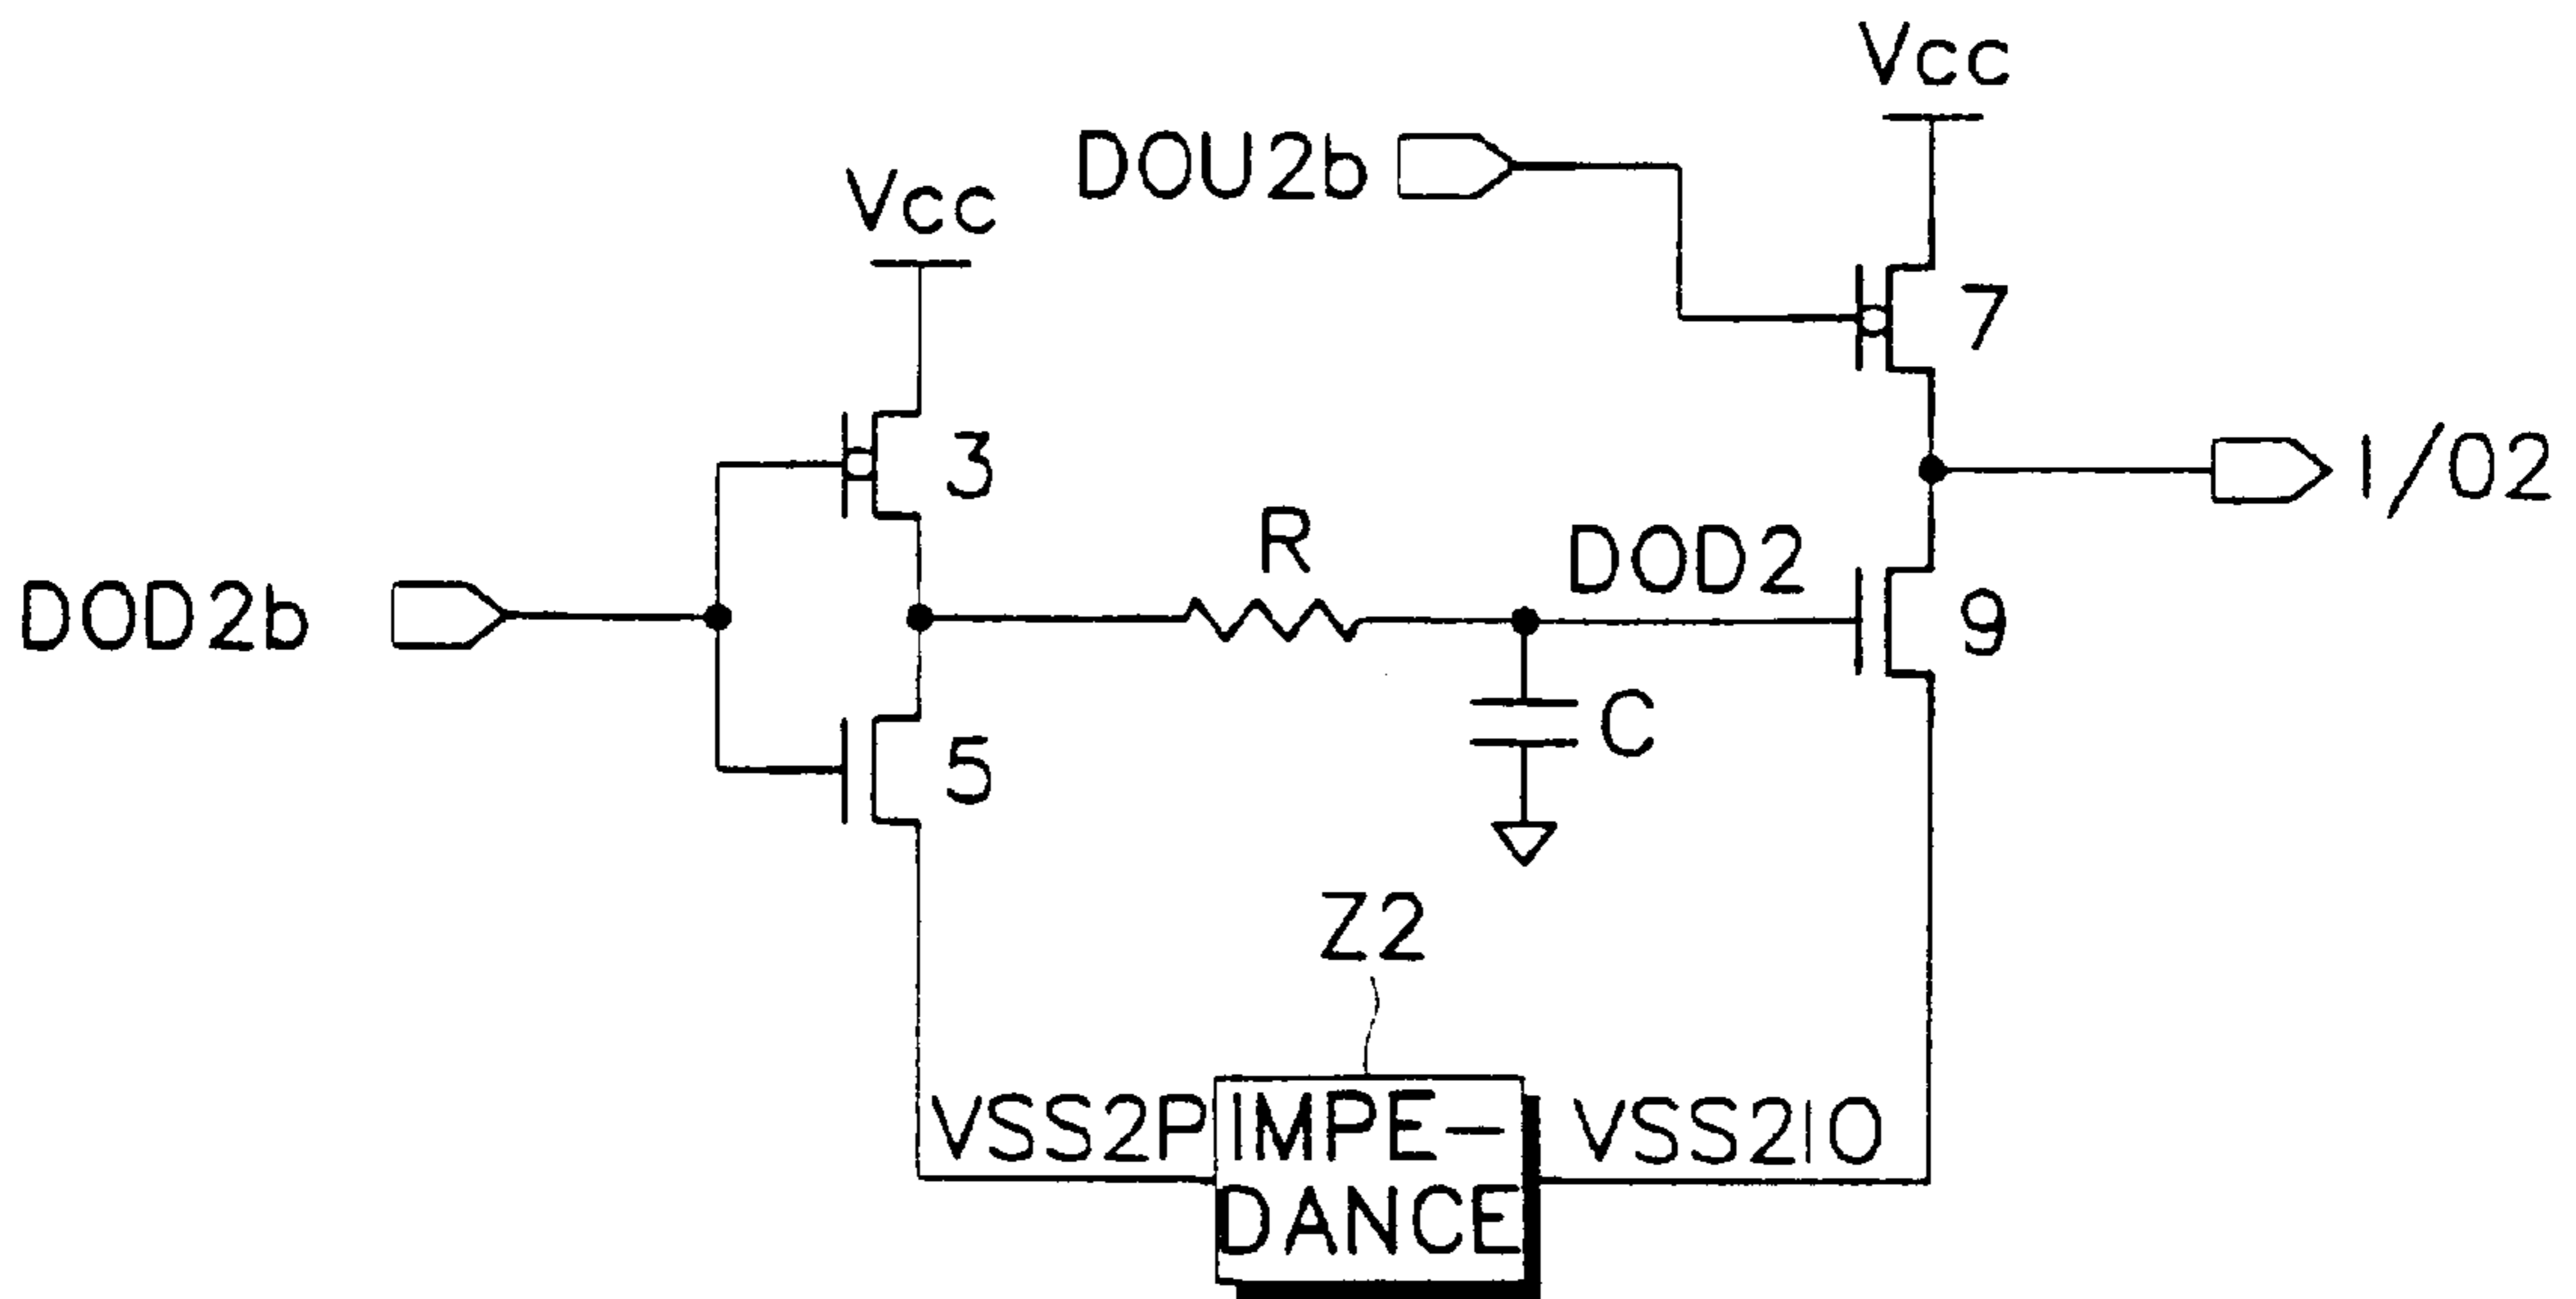 Vcc
DOU2b
Vcc
7
3
I/O2
R
DOD2
DOD2b
9
C
5
Z2
VSS2P
IMPE-
DANCE
VSS2IO